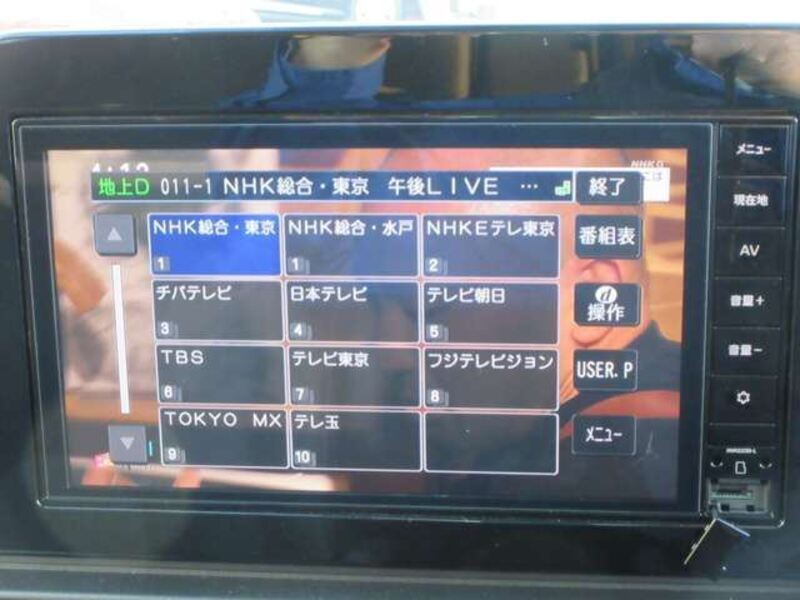 NHK G
地上D 011-1 NHK総合・東京 午後LIVE …
終了
NHK総合・東京
1
NHK総合・水戸
1
NHKEテレ東京
2
番組表
チバテレビ
3
日本テレビ
4
テレビ朝日
5
d
操作
TBS
6
テレビ東京
7
フジテレビジョン
8
USER.P
TOKYO MX
9
テレ玉
10
メニュー
メニュー
現在地
AV
音量+
音量-